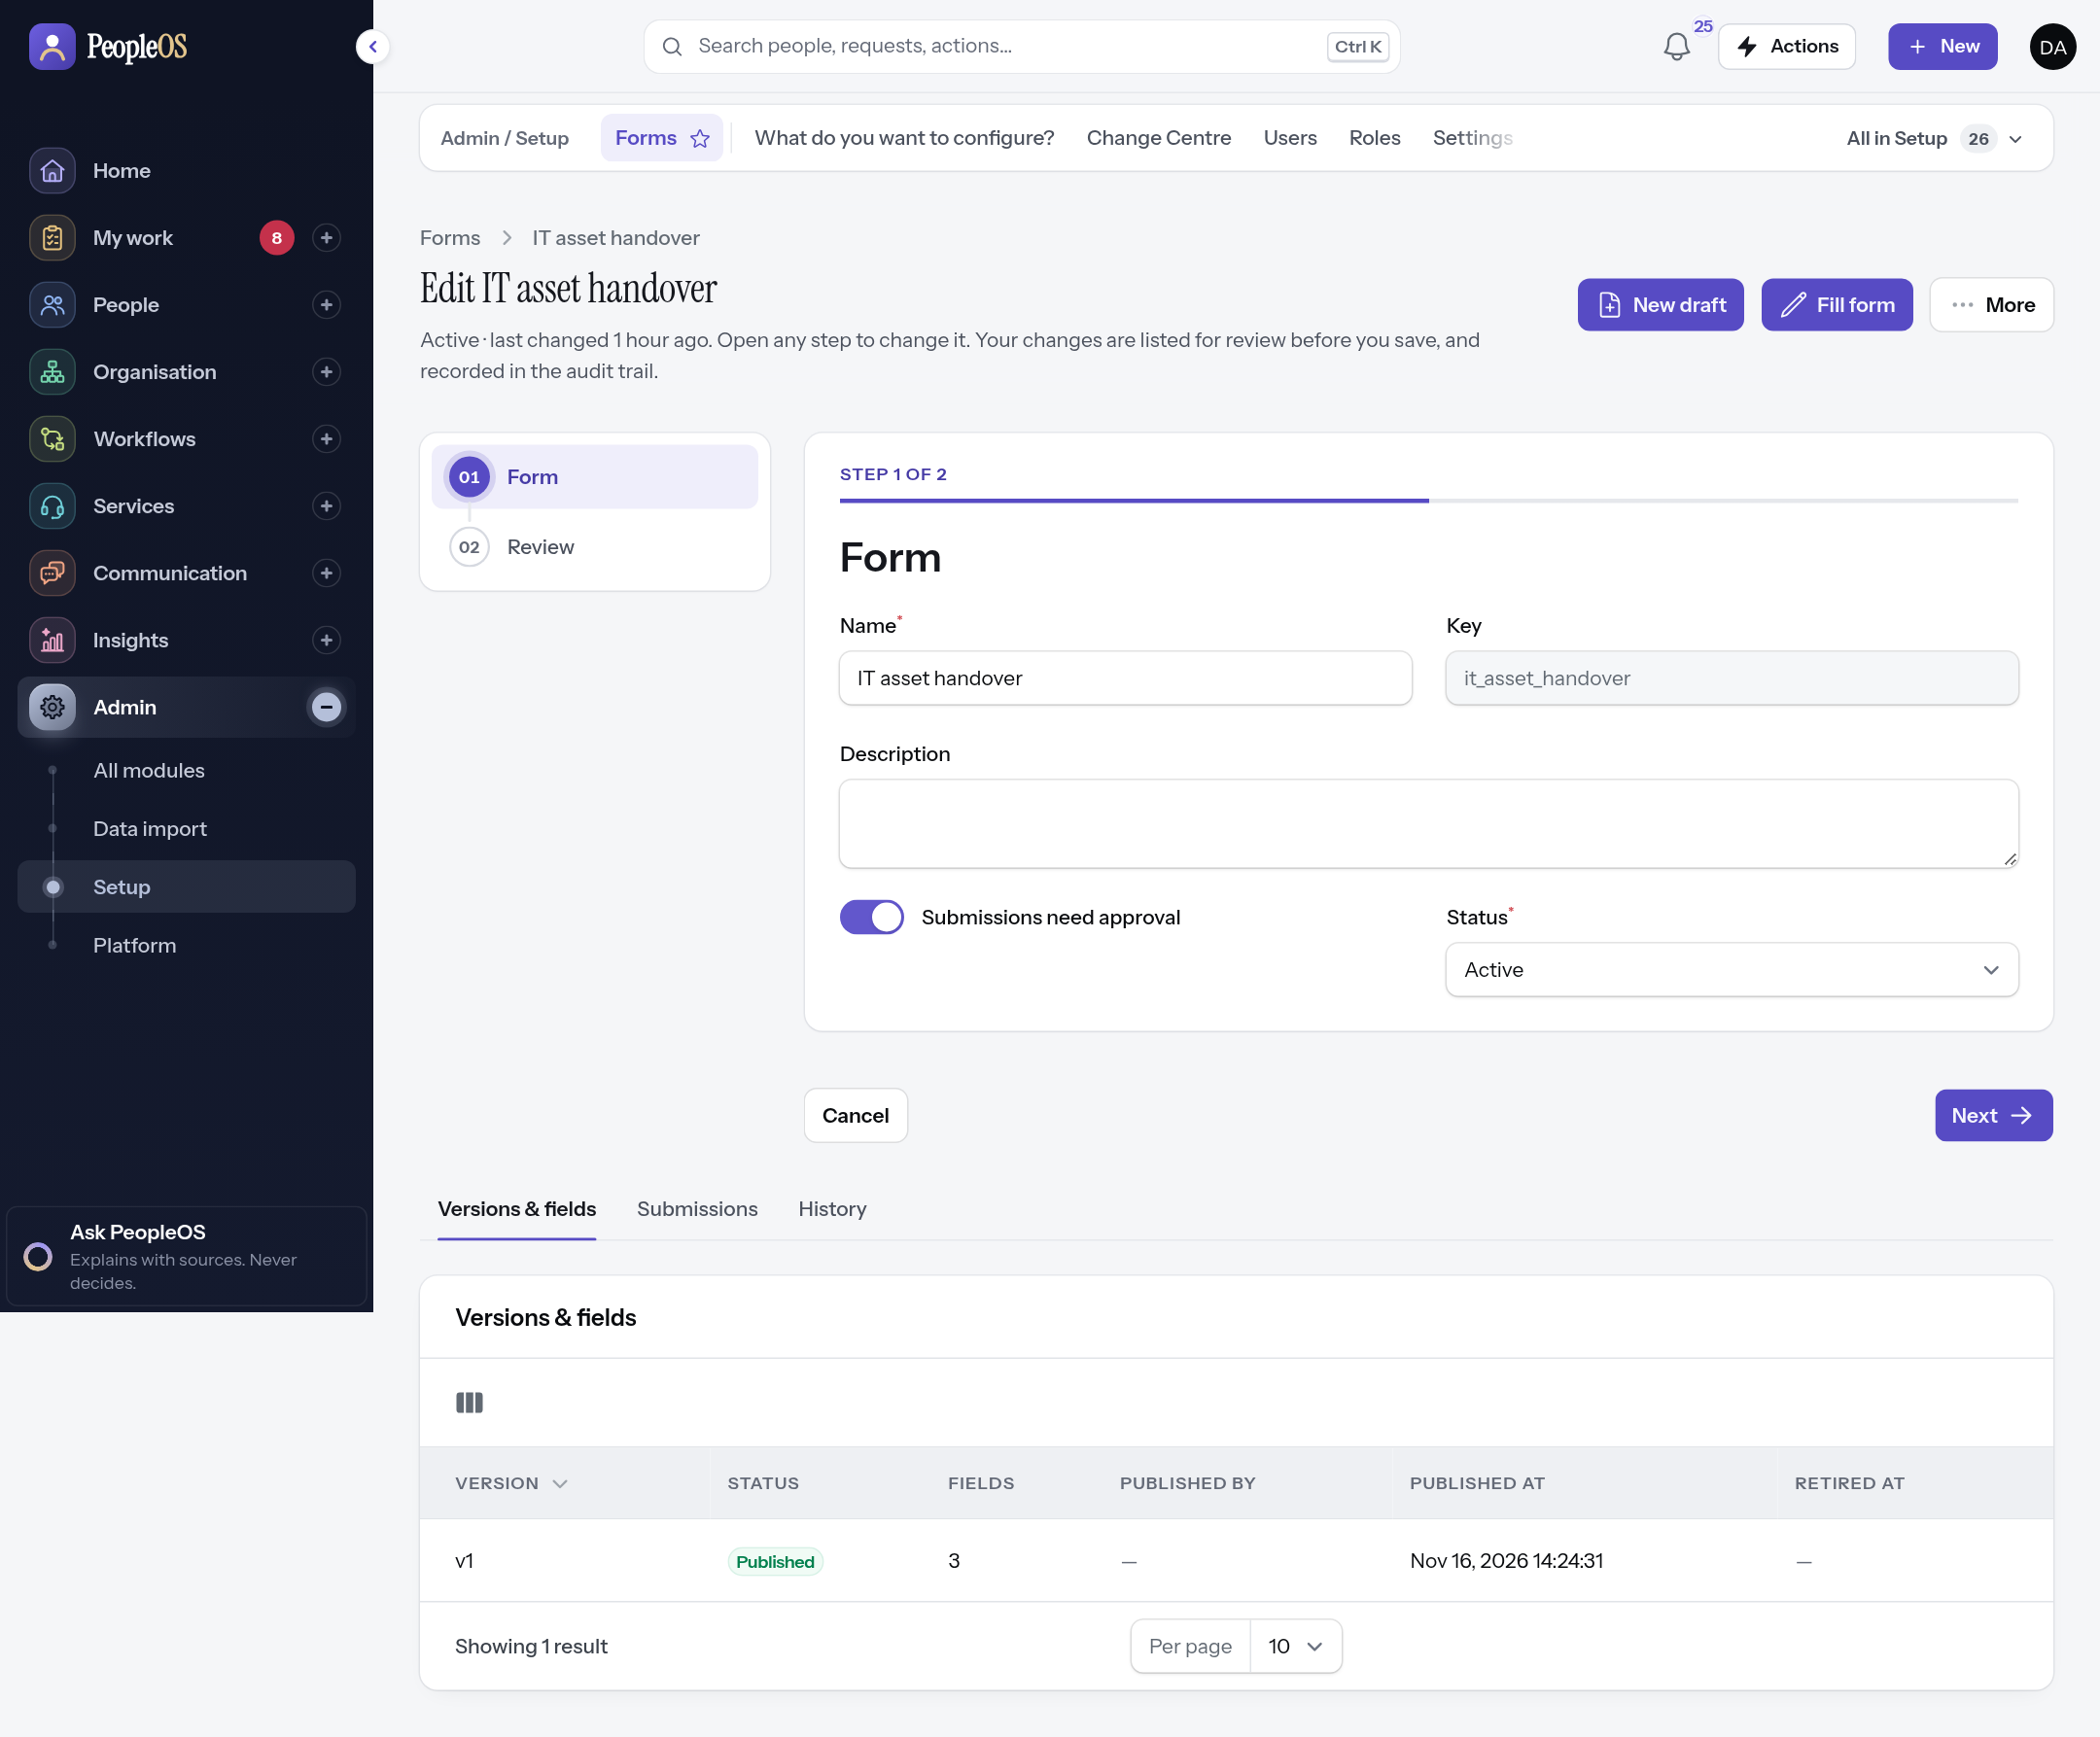 PeopleOS
Search people, requests, actions...
Ctrl K
25
Actions
New
DA
Home
My work
8
People
Organisation
Workflows
Services
Communication
Insights
Admin
All modules
Data import
Setup
Platform
Ask PeopleOS
Explains with sources. Never
decides.
Admin / Setup
Forms
What do you want to configure?
Change Centre
Users
Roles
Settings
All in Setup
26
Forms
IT asset handover
Edit IT asset handover
Active · last changed 1 hour ago. Open any step to change it. Your changes are listed for review before you save, and
recorded in the audit trail.
New draft
Fill form
More
01
Form
02
Review
STEP 1 OF 2
Form
Name*
IT asset handover
Key
it_asset_handover
Description
Submissions need approval
Status*
Active
Cancel
Next
Versions & fields
Submissions
History
Versions & fields
VERSION
STATUS
FIELDS
PUBLISHED BY
PUBLISHED AT
RETIRED AT
v1
Published
3
—
Nov 16, 2026 14:24:31
—
Showing 1 result
Per page
10